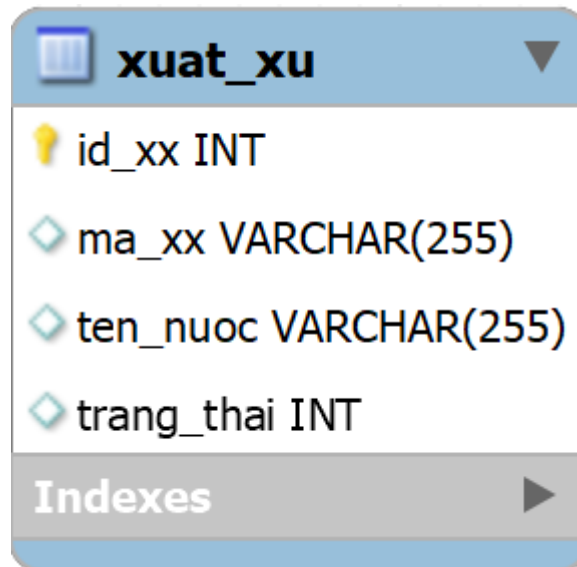 xuat_xu
id_xx INT
ma_xx VARCHAR(255)
ten_nuoc VARCHAR(255)
trang_thai INT
Indexes